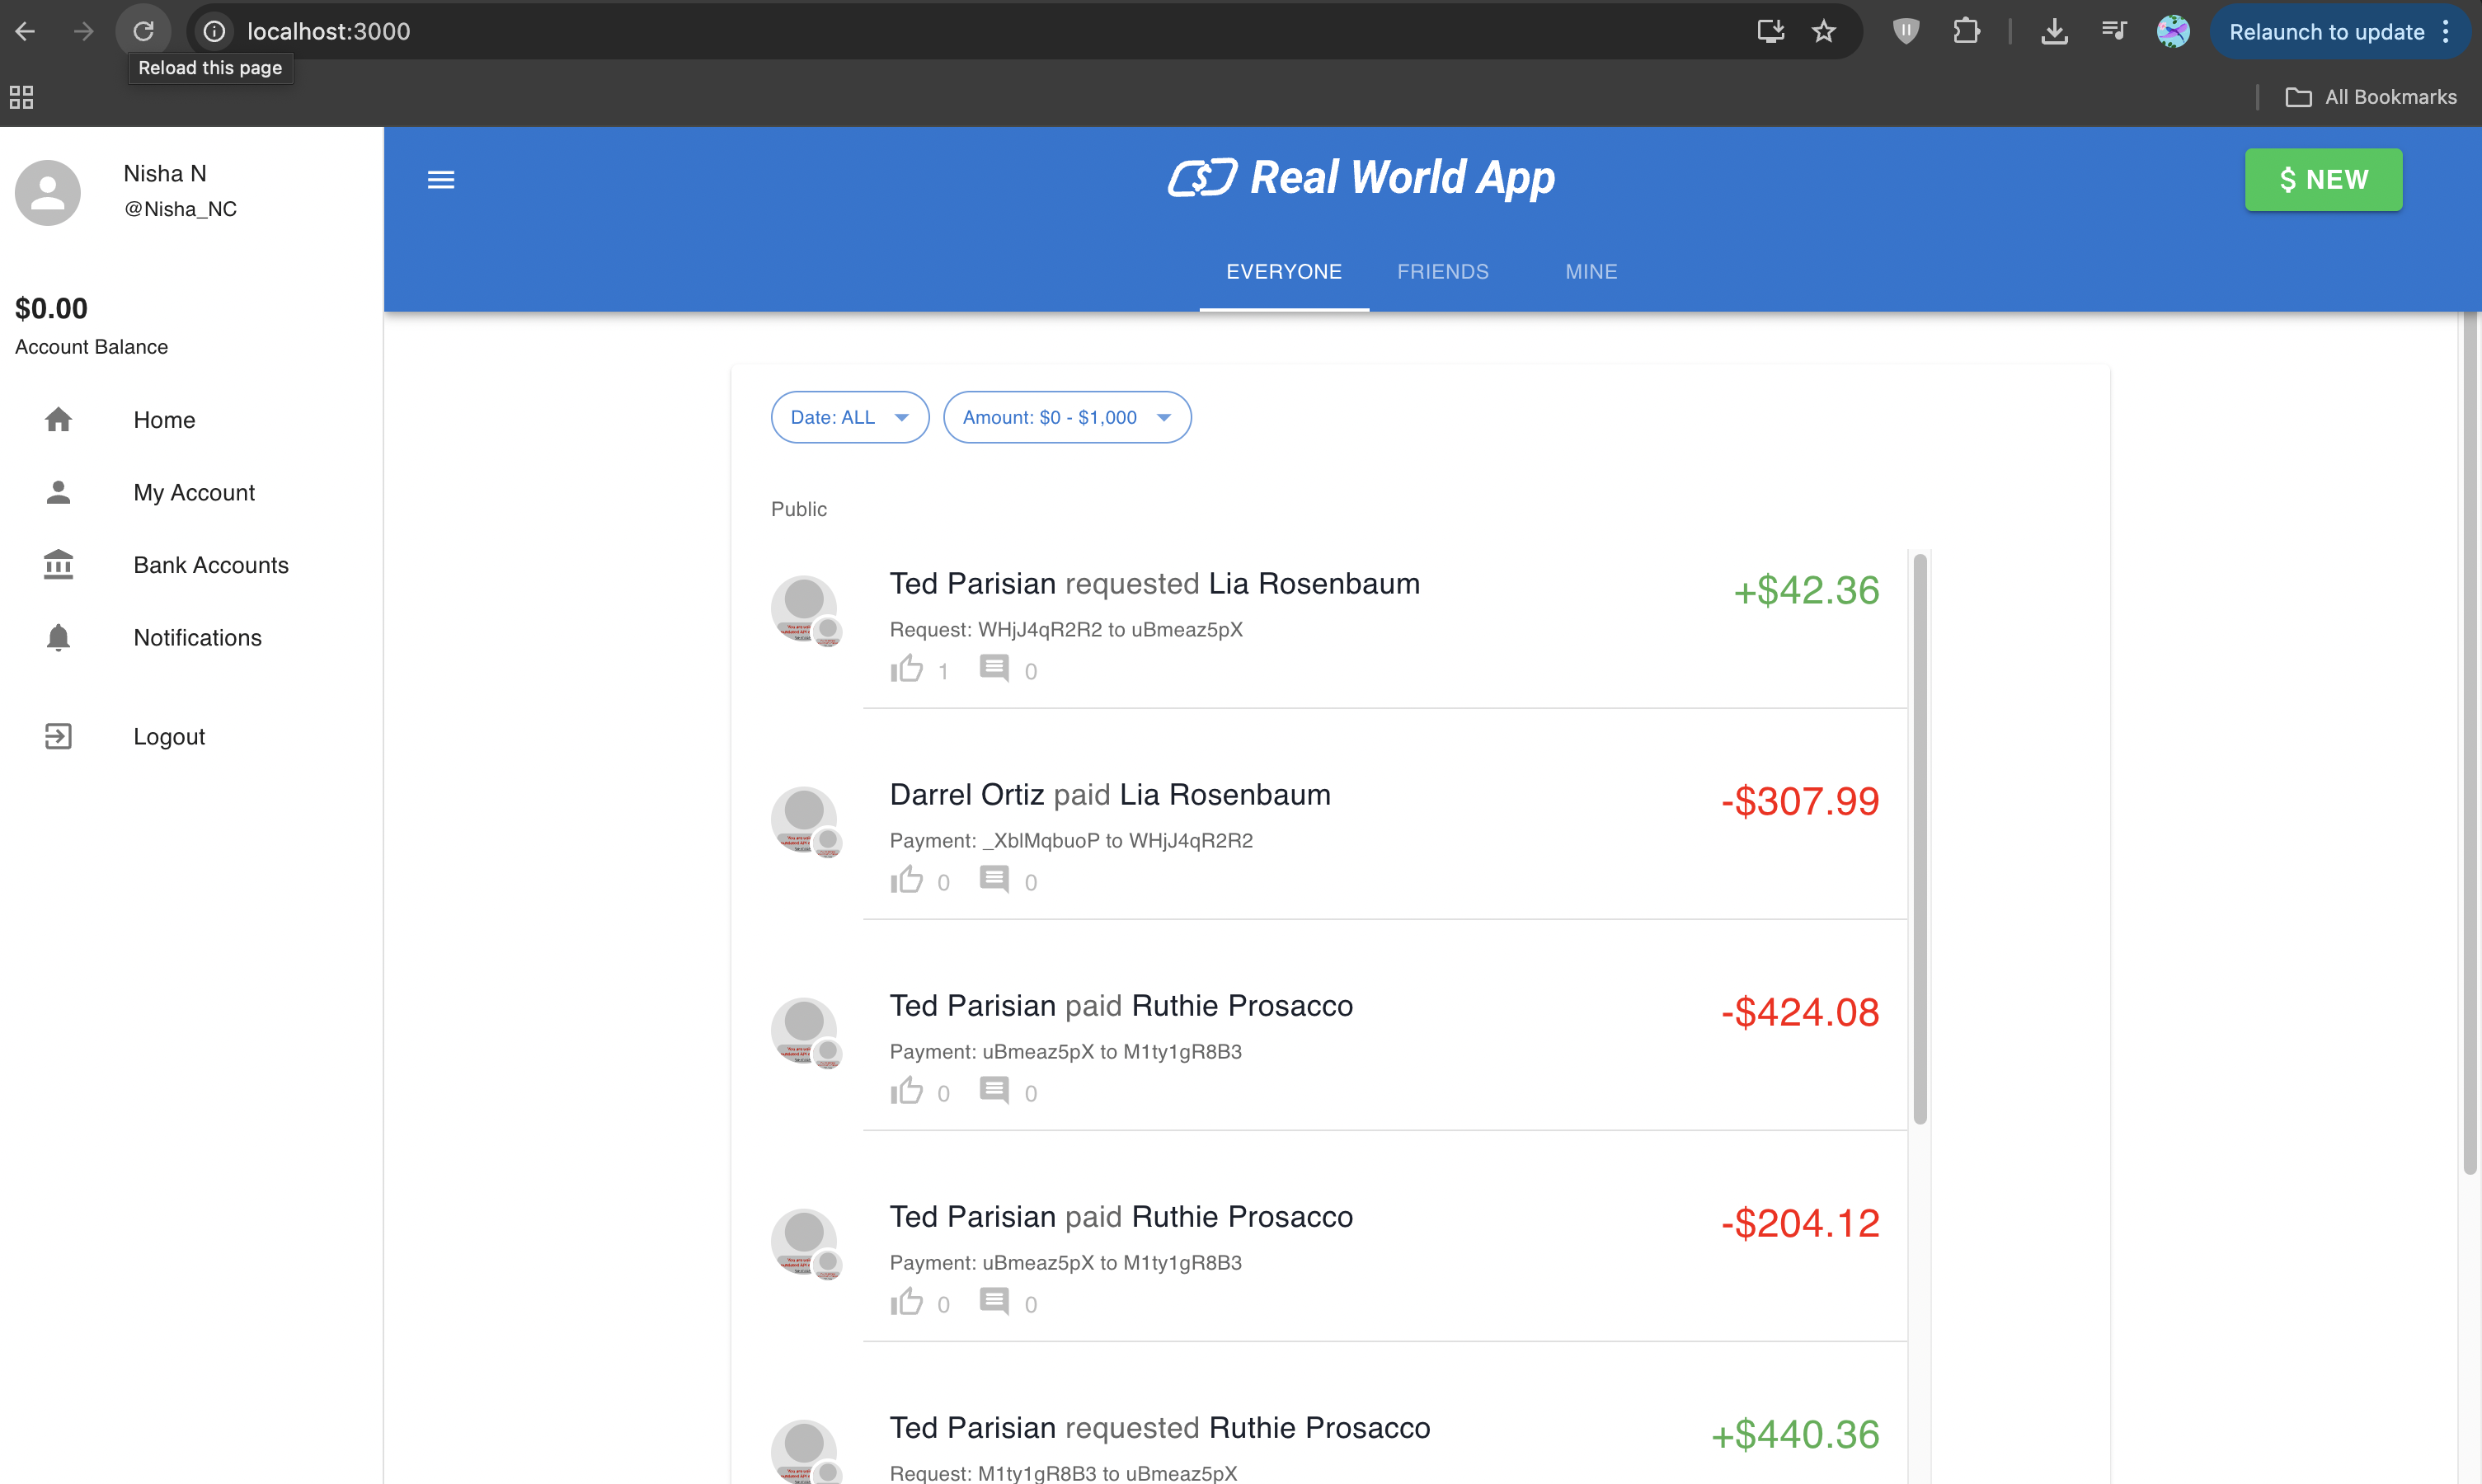 localhost:3000
Relaunch to update
Reload this page
All Bookmarks
Nisha N
@Nisha_NC
$0.00
Account Balance
Home
My Account
Bank Accounts
Notifications
Logout
Real World App
$ NEW
EVERYONE FRIENDS MINE
Date: ALL Amount: $0 - $1,000
Public
Ted Parisian requested Lia Rosenbaum +$42.36
Request: WHjJ4qR2R2 to uBmeaz5pX
1 0
Darrel Ortiz paid Lia Rosenbaum -$307.99
Payment: _XblMqbuoP to WHjJ4qR2R2
0 0
Ted Parisian paid Ruthie Prosacco -$424.08
Payment: uBmeaz5pX to M1ty1gR8B3
0 0
Ted Parisian paid Ruthie Prosacco -$204.12
Payment: uBmeaz5pX to M1ty1gR8B3
0 0
Ted Parisian requested Ruthie Prosacco +$440.36
Request: M1ty1gR8B3 to uBmeaz5pX